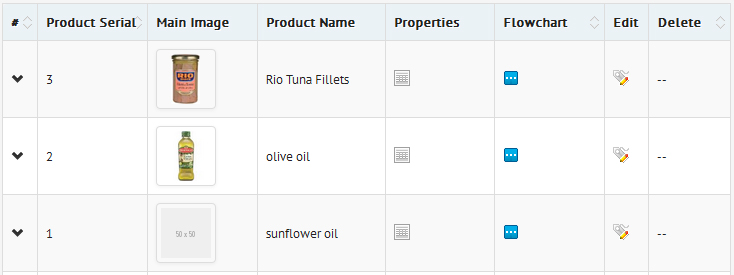 # Product Serial Main Image Product Name Properties Flowchart Edit Delete
3 RIO Rio Tuna Fillets --
2 olive oil --
1 50 x 50 sunflower oil --